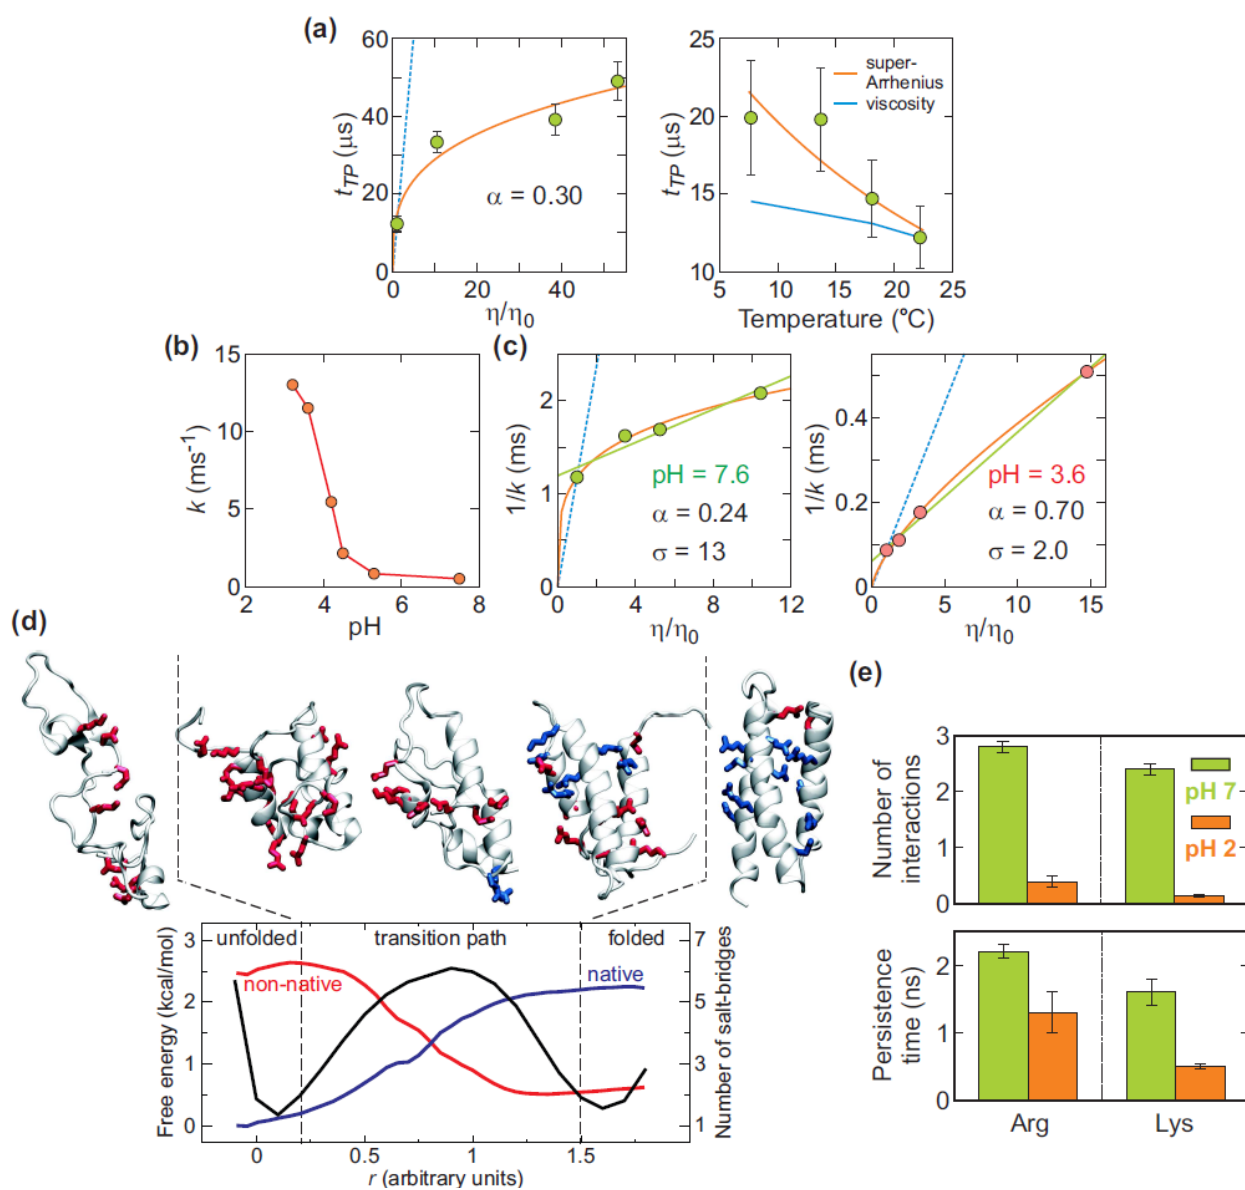 (a)
60
40
20
0
t_TP (μs)
α = 0.30
0 20 40
η/η₀
25
20
15
10
t_TP (μs)
super-
Arrhenius
viscosity
5 10 15 20 25
Temperature (°C)
(b)
15
10
5
0
k (ms⁻¹)
2 4 6 8
pH
(c)
2
1
0
1/k (ms)
pH = 7.6
α = 0.24
σ = 13
0 4 8 12
η/η₀
0.4
0.2
0
1/k (ms)
pH = 3.6
α = 0.70
σ = 2.0
0 5 10 15
η/η₀
(d)
3
2
1
0
Free energy (kcal/mol)
unfolded transition path folded
non-native
native
7
5
3
1
Number of salt-bridges
0 0.5 1 1.5
r (arbitrary units)
(e)
3
2
1
0
Number of
interactions
pH 7
pH 2
2
1
0
Persistence
time (ns)
Arg Lys